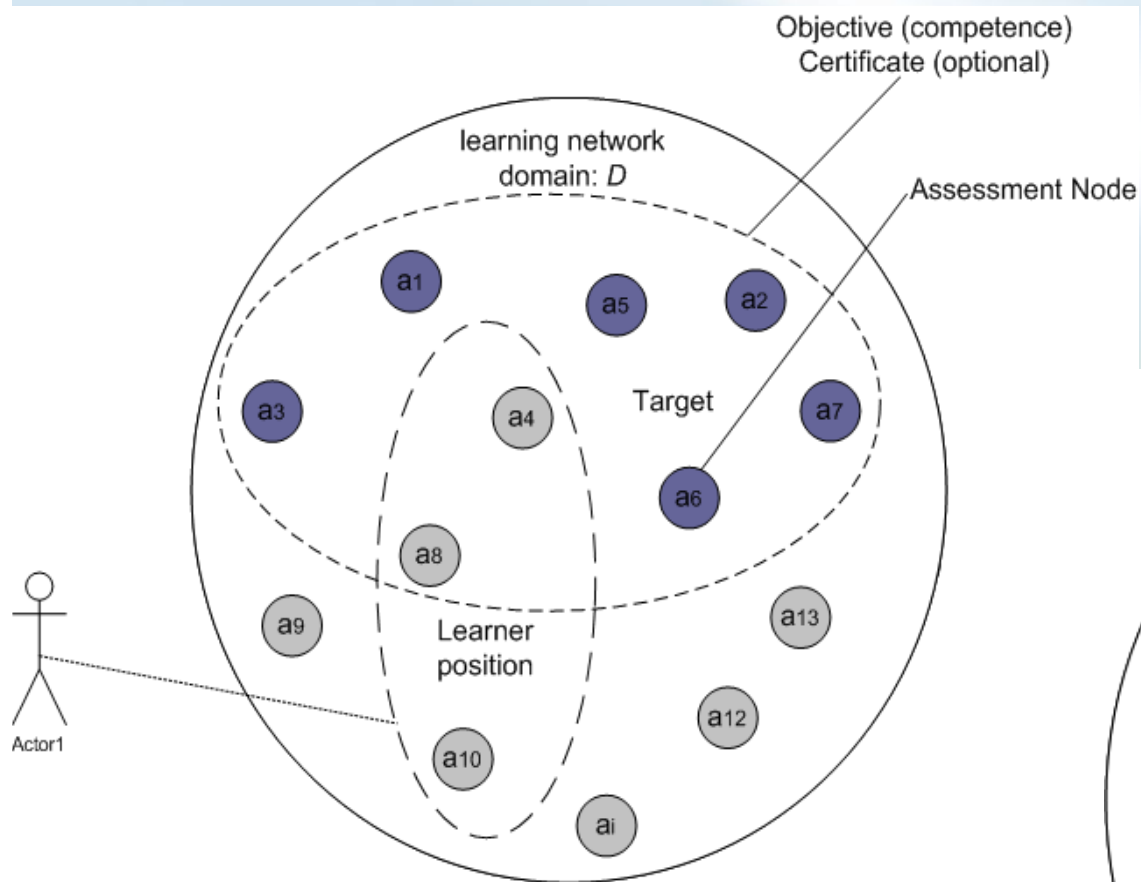 Objective (competence)
Certificate (optional)
learning network
domain: D
Assessment Node
a1
a5
a2
a3
a4
Target
a7
a6
a8
a9
Learner
position
a13
a12
Actor1
a10
ai